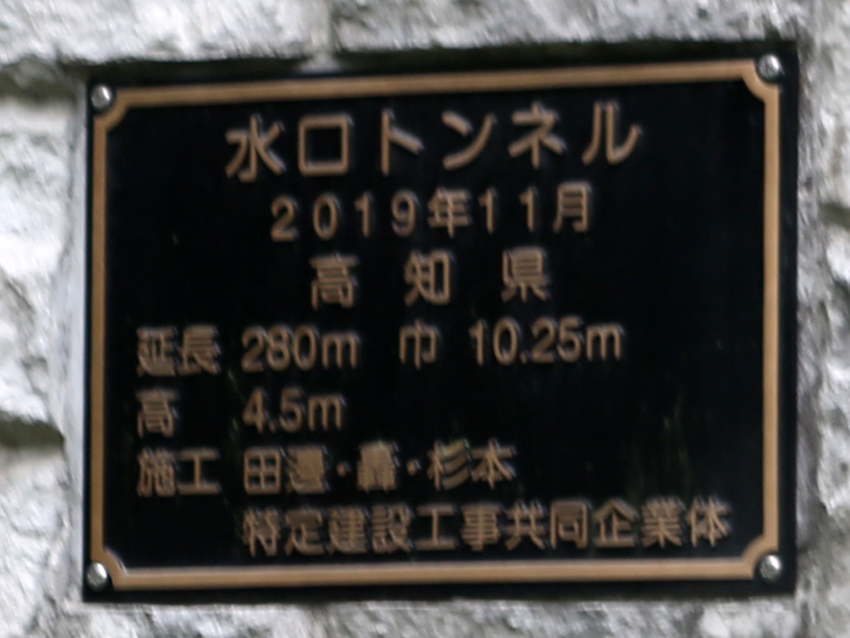 水口トンネル
2019年11月
高知県
延長 280m 巾 10.25m
高 4.5m
施工 田邊・轟・杉本
特定建設工事共同企業体